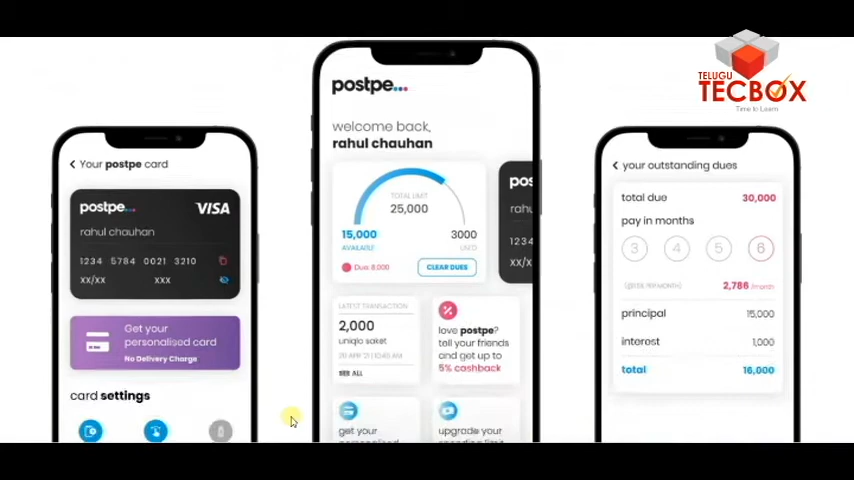 TELUGU
TECBOX
Time to Learn
Your postpe card
postpe...
VISA
rahul chauhan
1234 5784 0021 3210
xx/xx xxx
Get your
personalised card
No Delivery Charge
card settings
postpe...
welcome back,
rahul chauhan
TOTAL LIMIT
25,000
15,000
AVAILABLE!
3000
USED
Due: 8,000
CLEAR DUES
pos
rahu
1234
xx/x
LATEST TRANSACTION
2,000
uniqlo saket
SEE ALL
love postpe?
tell your friends
and get up to
5% cashback
get your
personalised
upgrade your
spending limit
your outstanding dues
total due 30,000
pay in months
3 4 5 6
2,786 /month
principal 15,000
interest 1,000
total 16,000